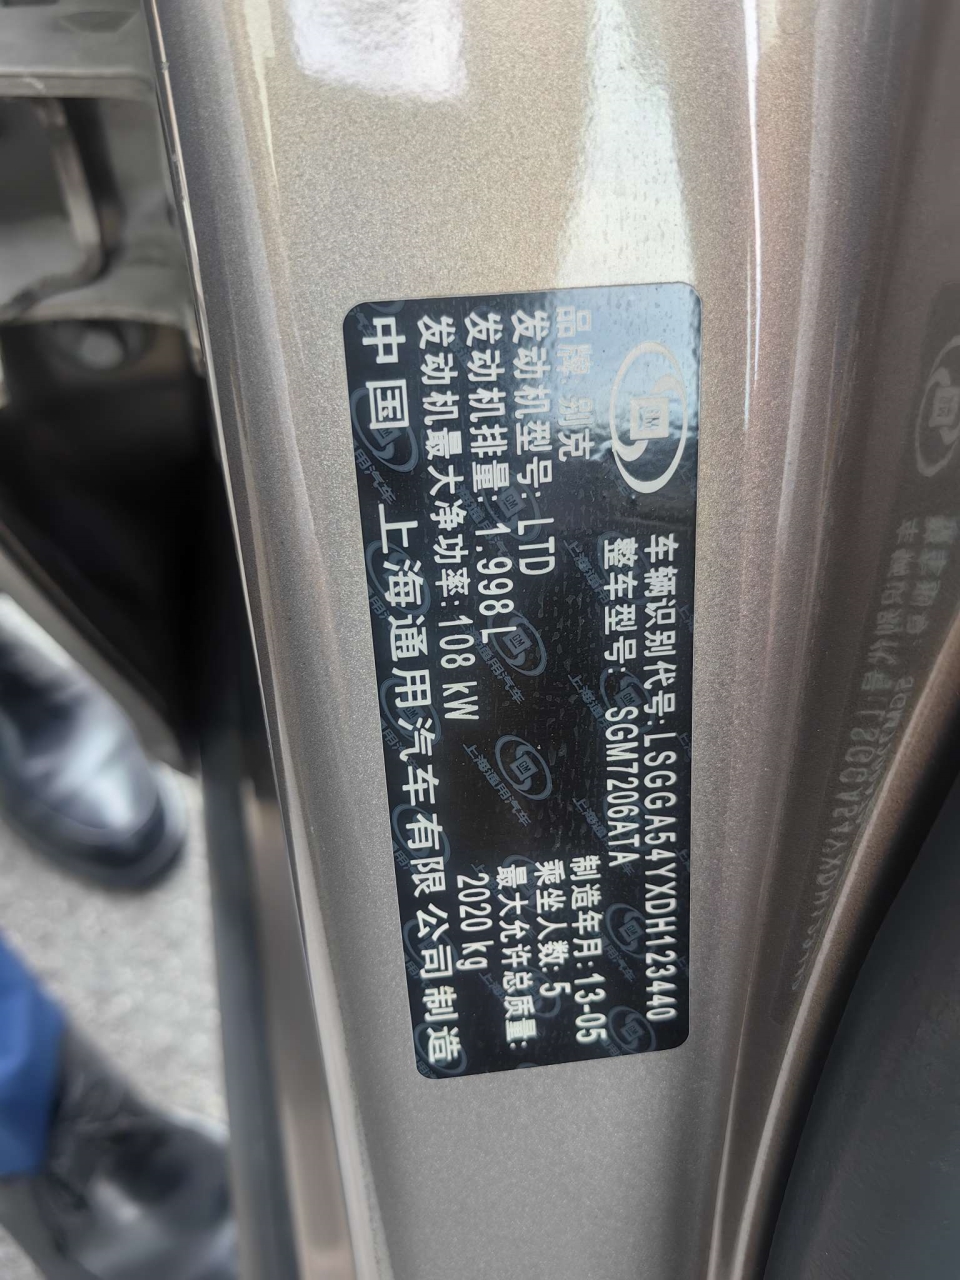 GM
车辆识别代号:LSGGA54YXDH123440
整车型号: SGM7206ATA
品牌:别克
制造年月:13-05
发动机型号:LTD
乘坐人数: 5
发动机排量: 1.998 L
最大允许总质量:
发动机最大净功率:108 kW
2020 kg
中国 上海通用汽车有限公司制造